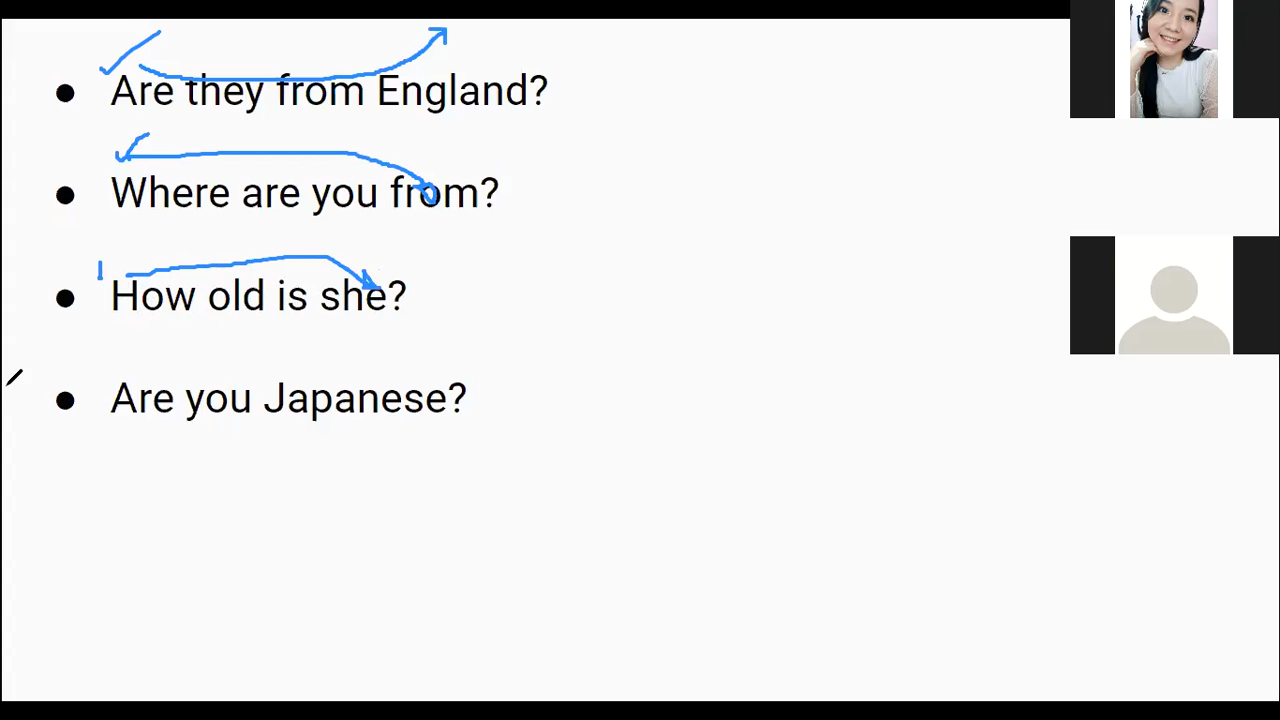 ● Are they from England?
● Where are you from?
● How old is she?
● Are you Japanese?